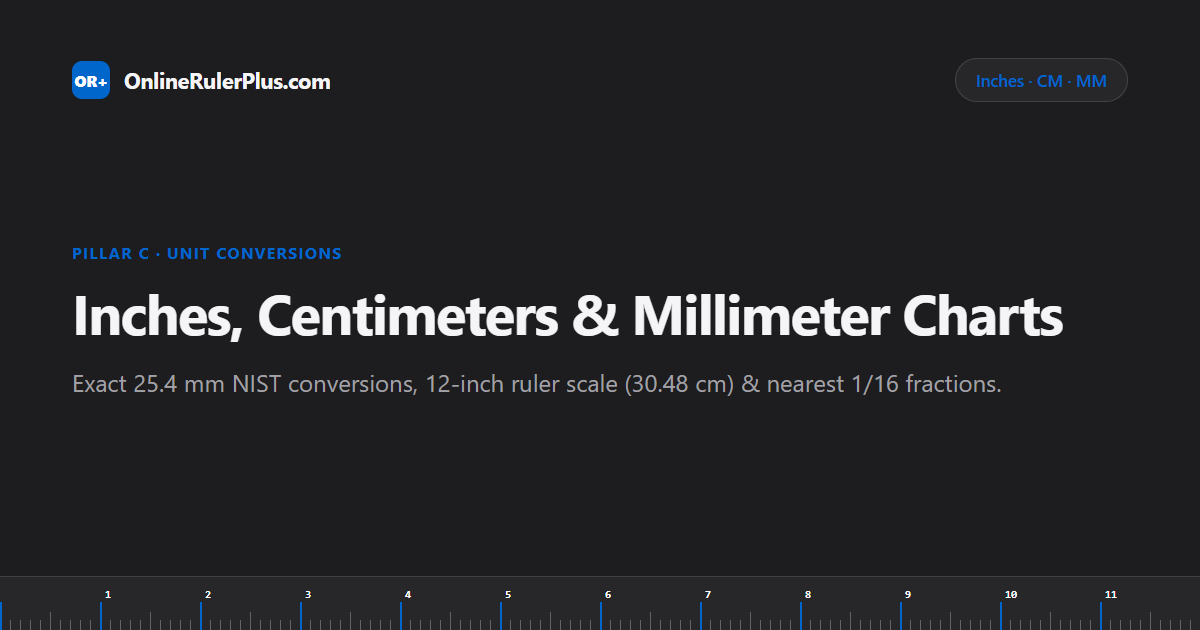 OR+ OnlineRulerPlus.com
Inches · CM · MM
PILLAR C · UNIT CONVERSIONS
Inches, Centimeters & Millimeter Charts
Exact 25.4 mm NIST conversions, 12-inch ruler scale (30.48 cm) & nearest 1/16 fractions.
1 2 3 4 5 6 7 8 9 10 11